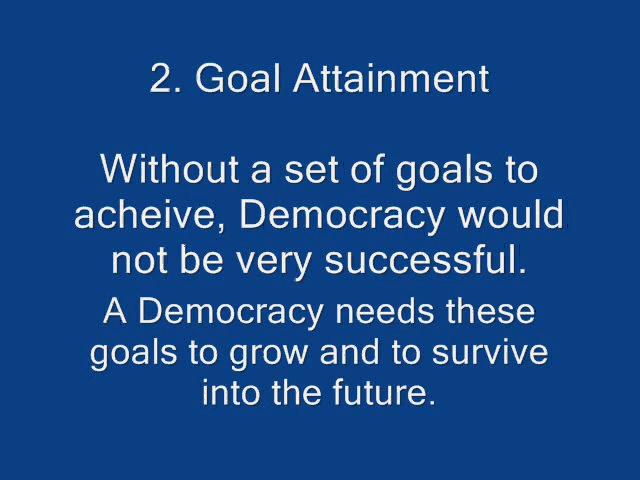 2. Goal Attainment
Without a set of goals to
acheive, Democracy would
not be very successful.
A Democracy needs these
goals to grow and to survive
into the future.